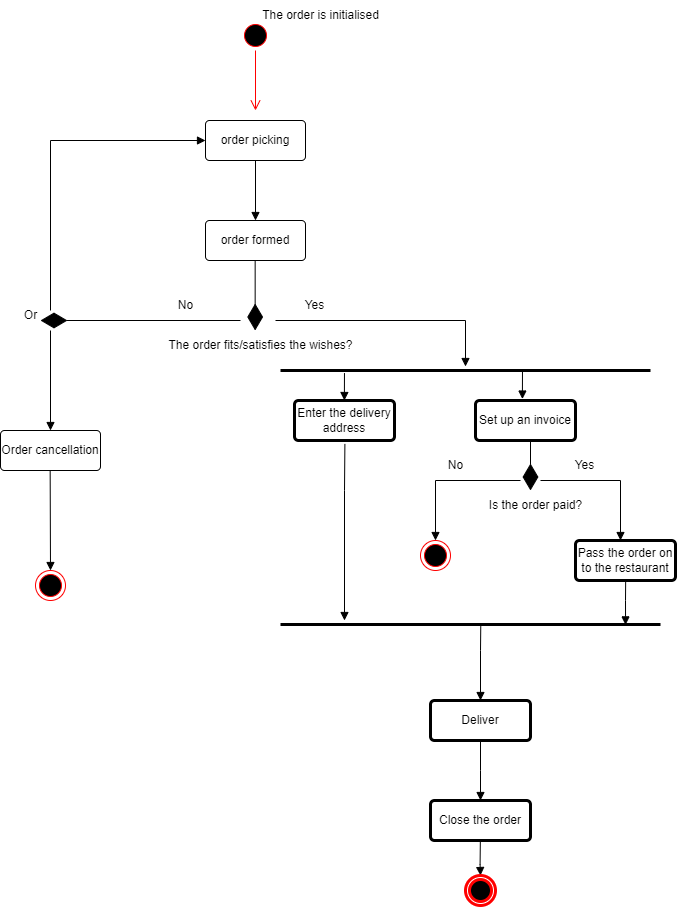 The order is initialised
order picking
order formed
Or
No
Yes
The order fits/satisfies the wishes?
Enter the delivery
address
Set up an invoice
Order cancellation
No
Yes
Is the order paid?
Pass the order on
to the restaurant
Deliver
Close the order